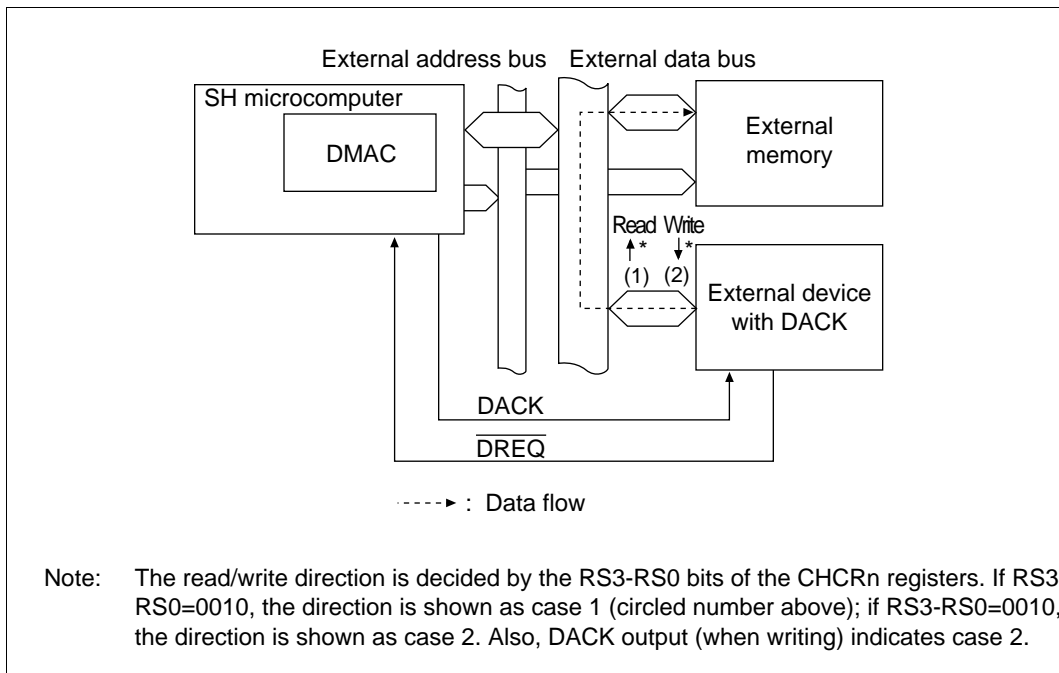 External address bus External data bus
SH microcomputer
DMAC
External
memory
Read Write
* *
(1) (2)
External device
with DACK
DACK
DREQ
: Data flow
Note: The read/write direction is decided by the RS3-RS0 bits of the CHCRn registers. If RS3
RS0=0010, the direction is shown as case 1 (circled number above); if RS3-RS0=0010,
the direction is shown as case 2. Also, DACK output (when writing) indicates case 2.